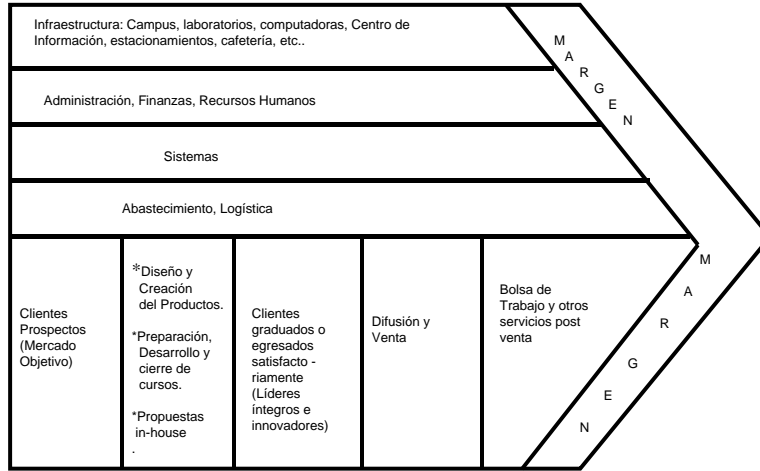 Infraestructura: Campus, laboratorios, computadoras, Centro de
Información, estacionamientos, cafetería, etc..
Administración, Finanzas, Recursos Humanos
Sistemas
Abastecimiento, Logística
MARGEN
Clientes
Prospectos
(Mercado
Objetivo)
*Diseño y
Creación
del Productos.
*Preparación,
Desarrollo y
cierre de
cursos.
*Propuestas
in-house
.
Clientes
graduados o
egresados
satisfacto -
riamente
(Líderes
íntegros e
innovadores)
Difusión y
Venta
Bolsa de
Trabajo y otros
servicios post
venta
MARGEN